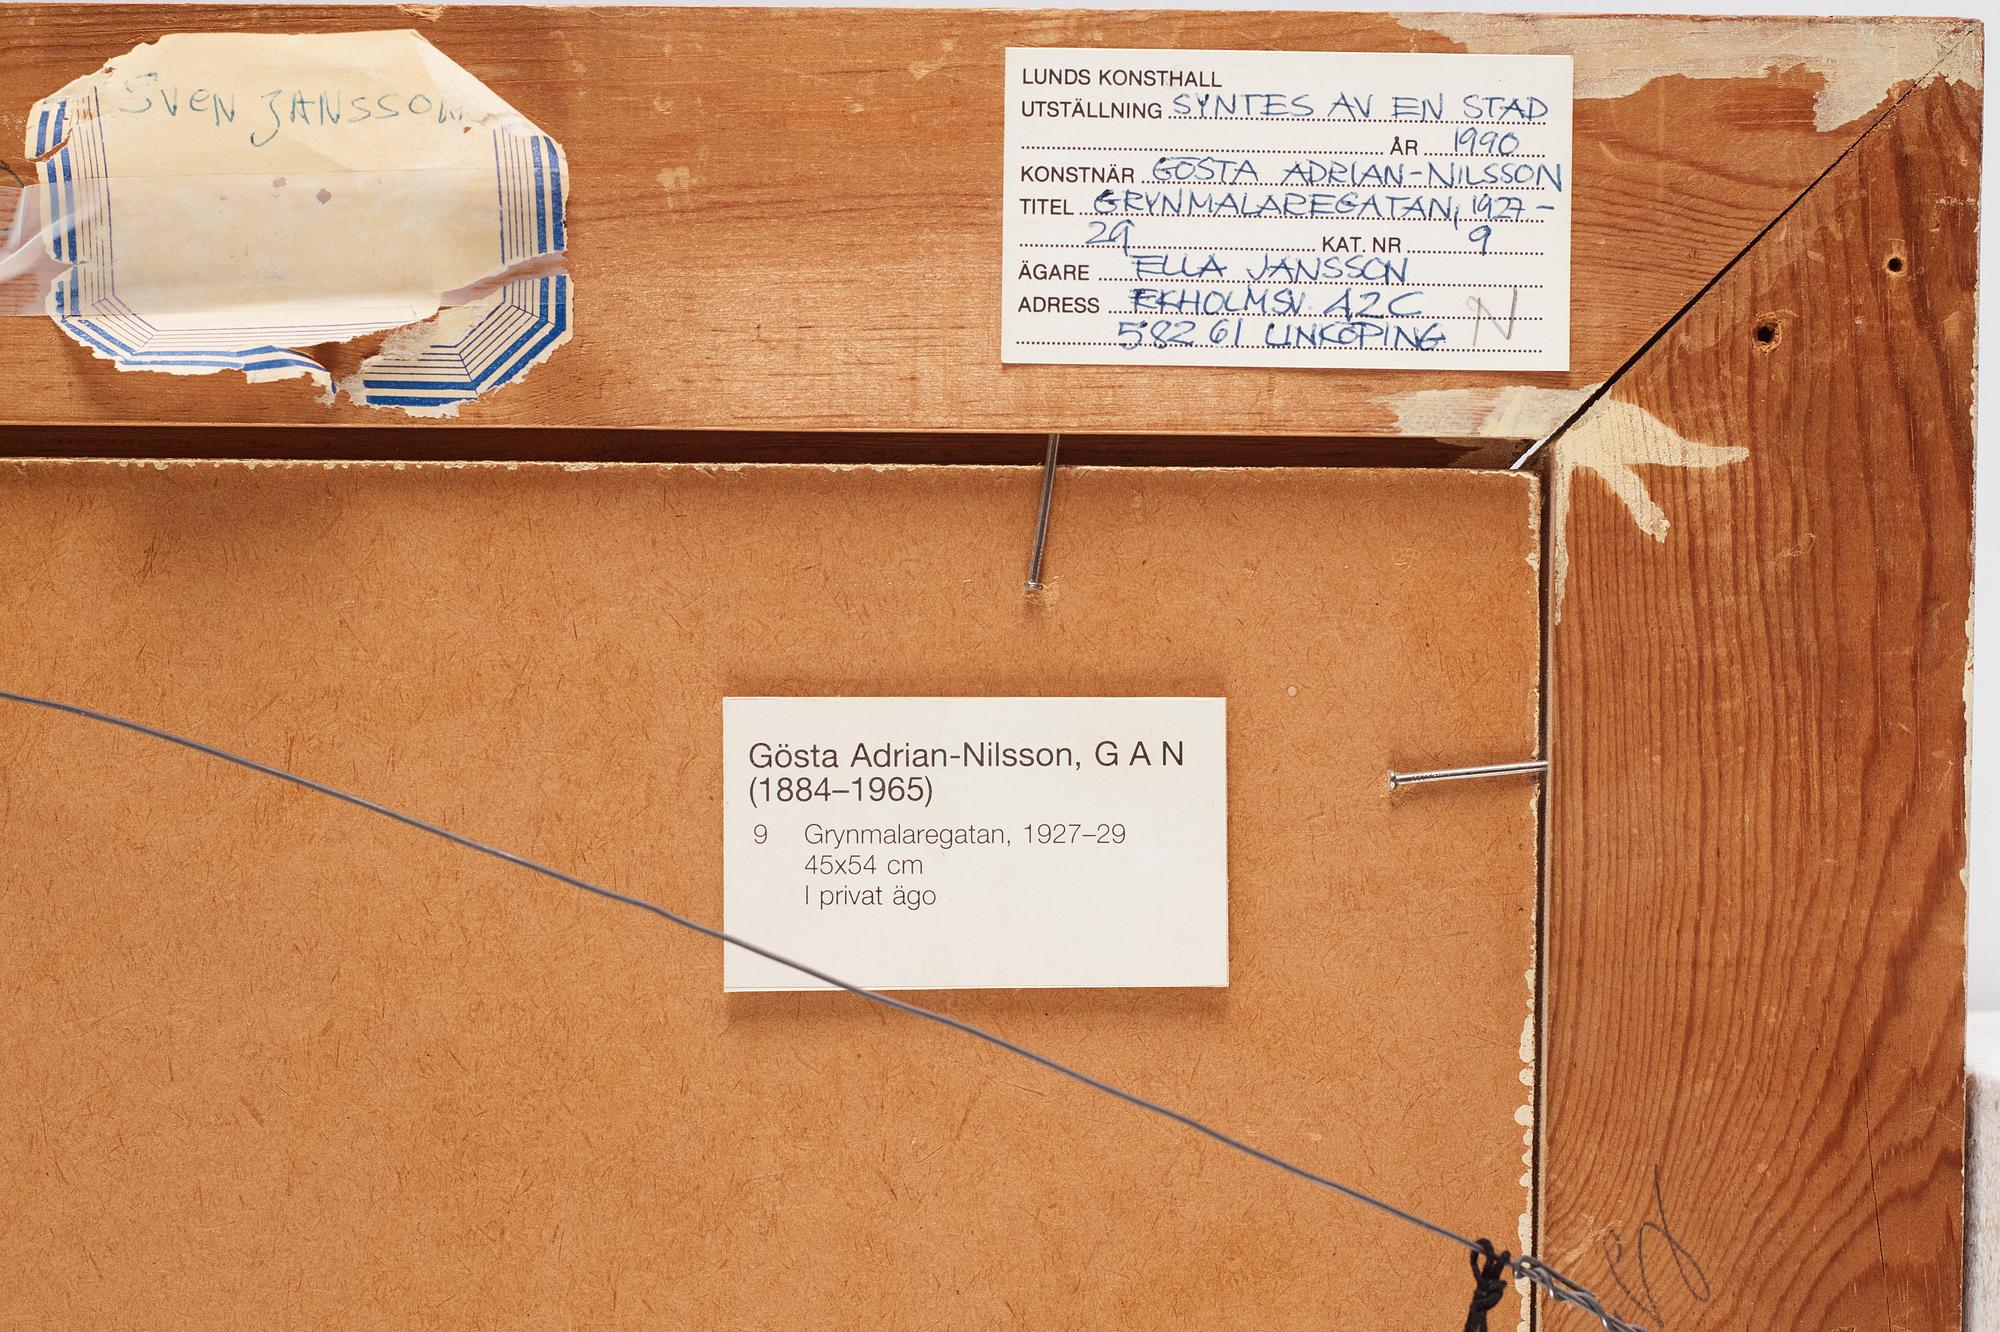 SVEN JANSSON
LUNDS KONSTHALL
UTSTÄLLNING SYNTES AV EN STAD
ÅR 1990
KONSTNÄR GÖSTA ADRIAN-NILSSON
TITEL GRYNMALAREGATAN, 1927-
29 KAT. NR 9
ÄGARE ELLA JANSSON
ADRESS EKHOLMSV. 42C N
582 61 LINKÖPING
Gösta Adrian-Nilsson, G A N
(1884–1965)
9 Grynmalaregatan, 1927–29
45x54 cm
I privat ägo